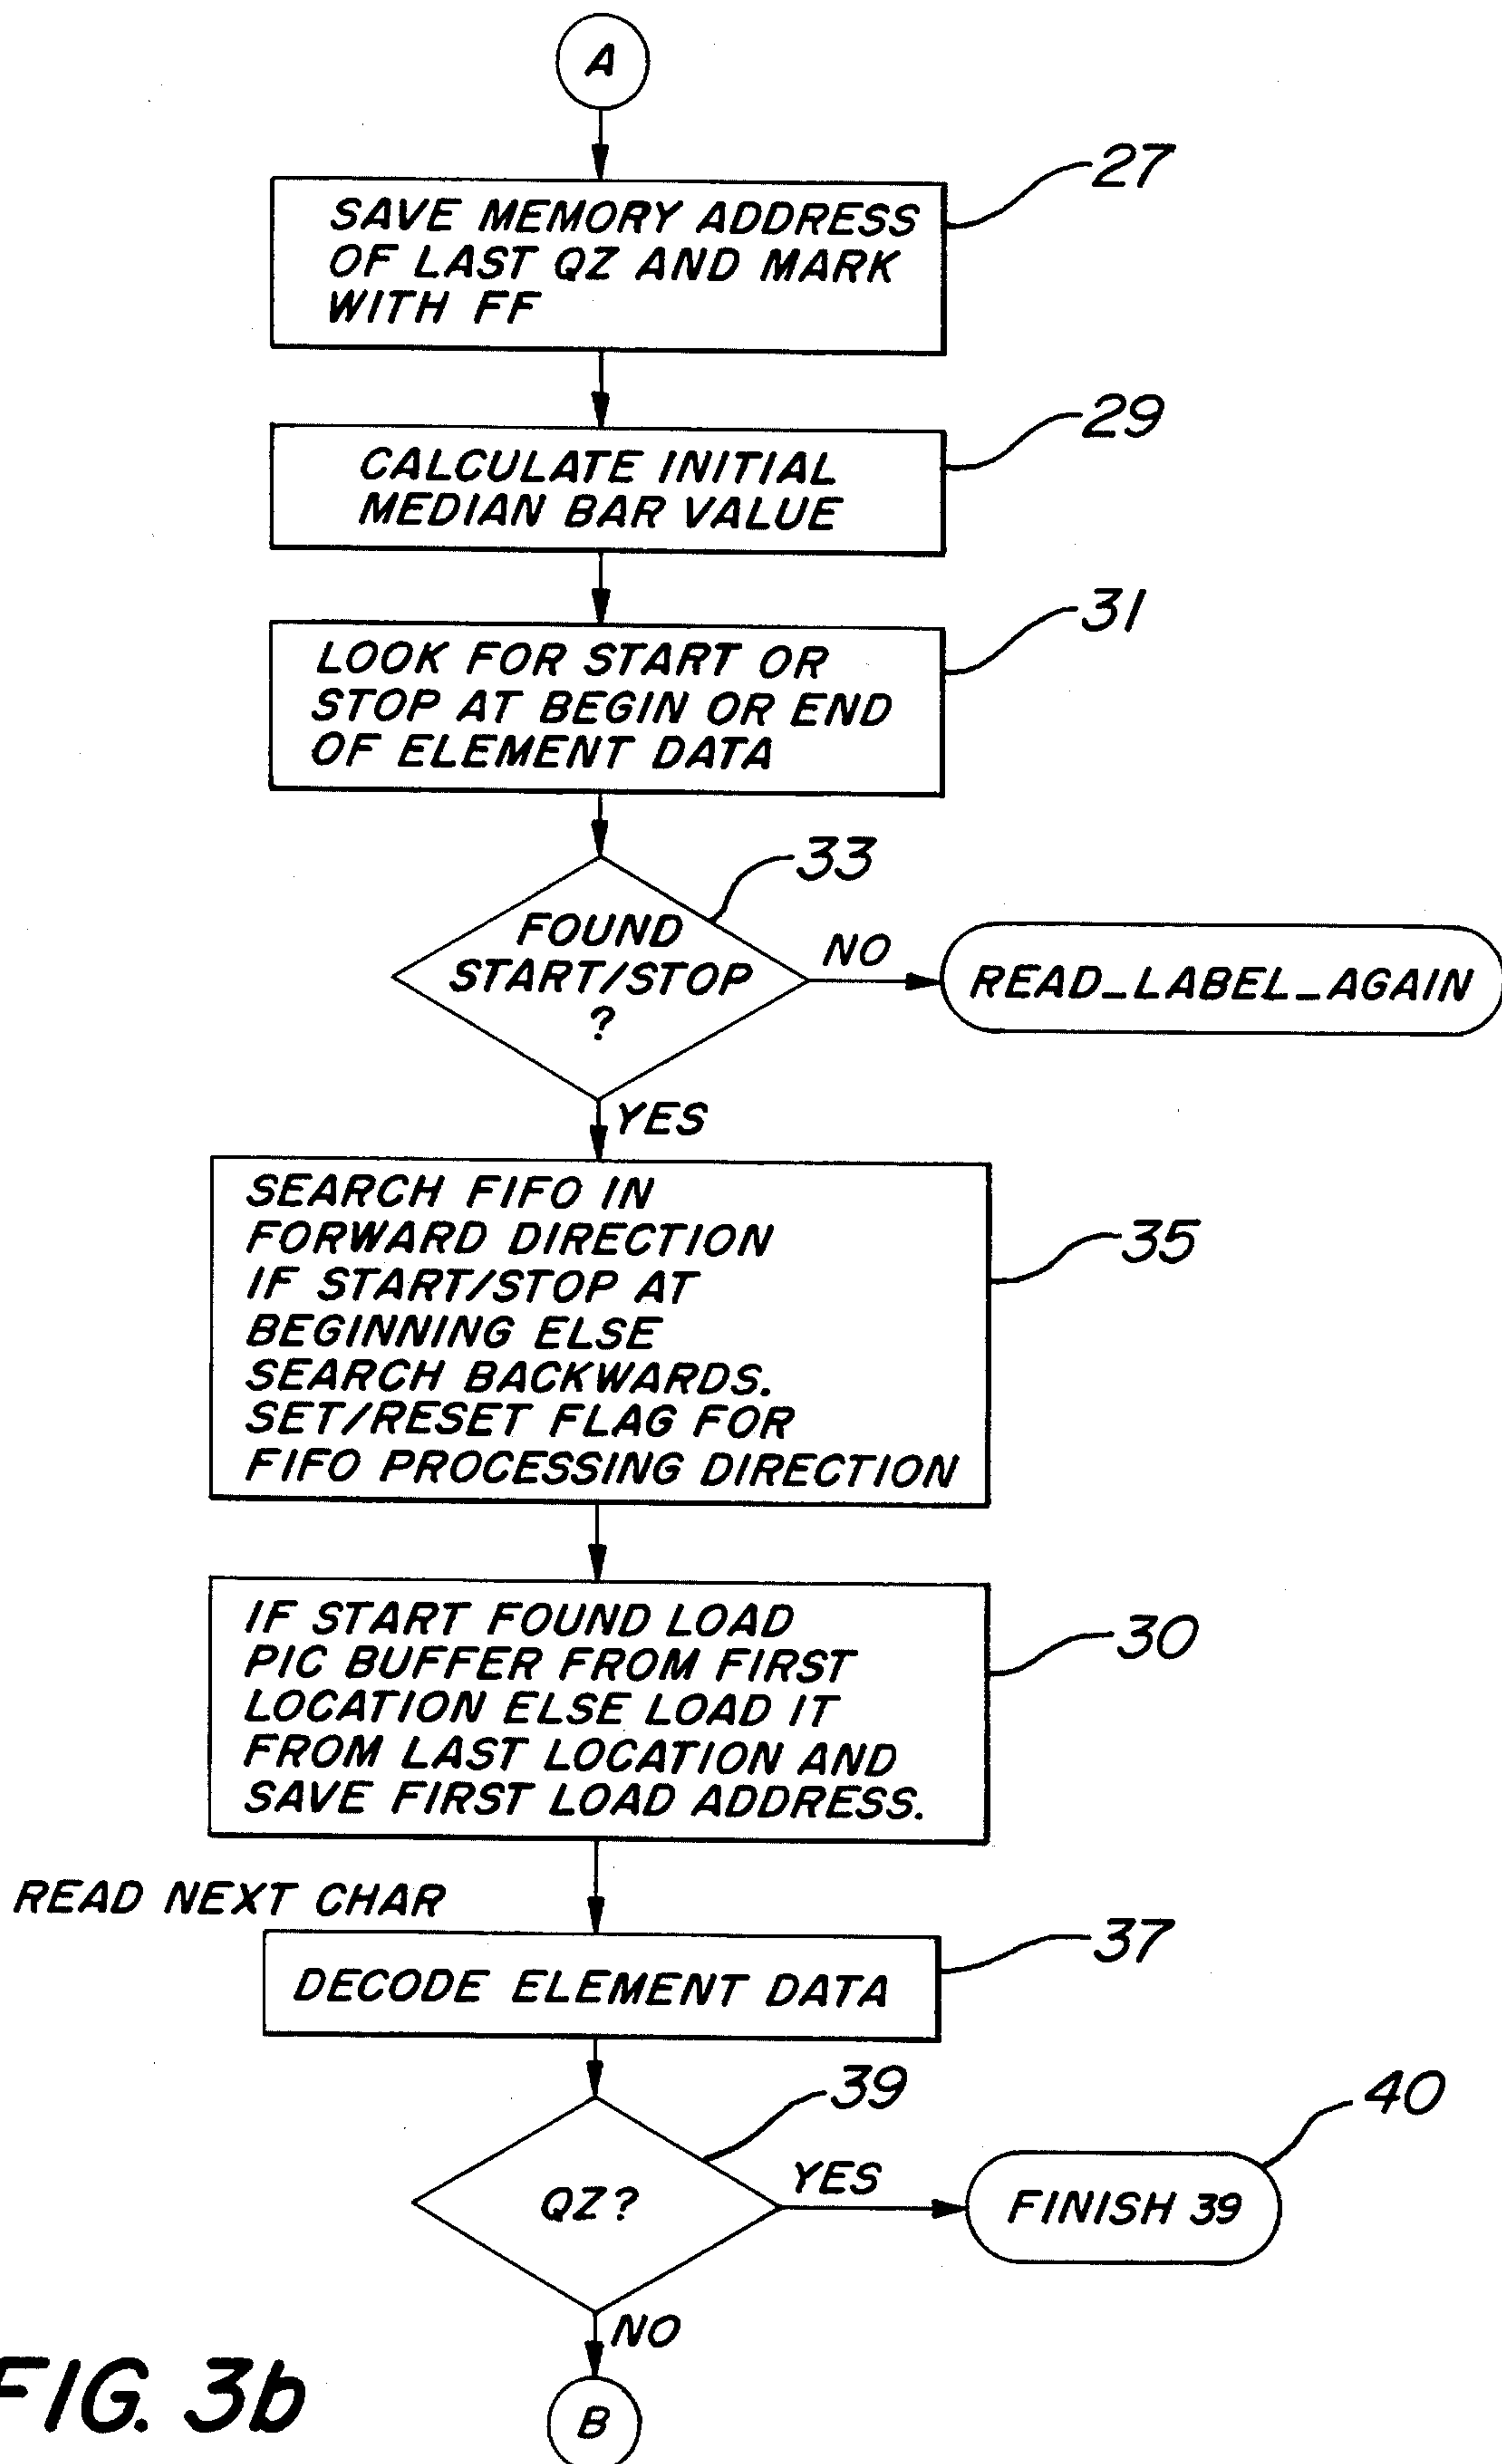 A
27
SAVE MEMORY ADDRESS
OF LAST QZ AND MARK
WITH FF
29
CALCULATE INITIAL
MEDIAN BAR VALUE
31
LOOK FOR START OR
STOP AT BEGIN OR END
OF ELEMENT DATA
33
FOUND
START/STOP
?
NO
READ_LABEL_AGAIN
YES
35
SEARCH FIFO IN
FORWARD DIRECTION
IF START/STOP AT
BEGINNING ELSE
SEARCH BACKWARDS.
SET/RESET FLAG FOR
FIFO PROCESSING DIRECTION
30
IF START FOUND LOAD
PIC BUFFER FROM FIRST
LOCATION ELSE LOAD IT
FROM LAST LOCATION AND
SAVE FIRST LOAD ADDRESS.
READ NEXT CHAR
37
DECODE ELEMENT DATA
39
40
QZ?
YES
FINISH 39
NO
B
FIG. 3b